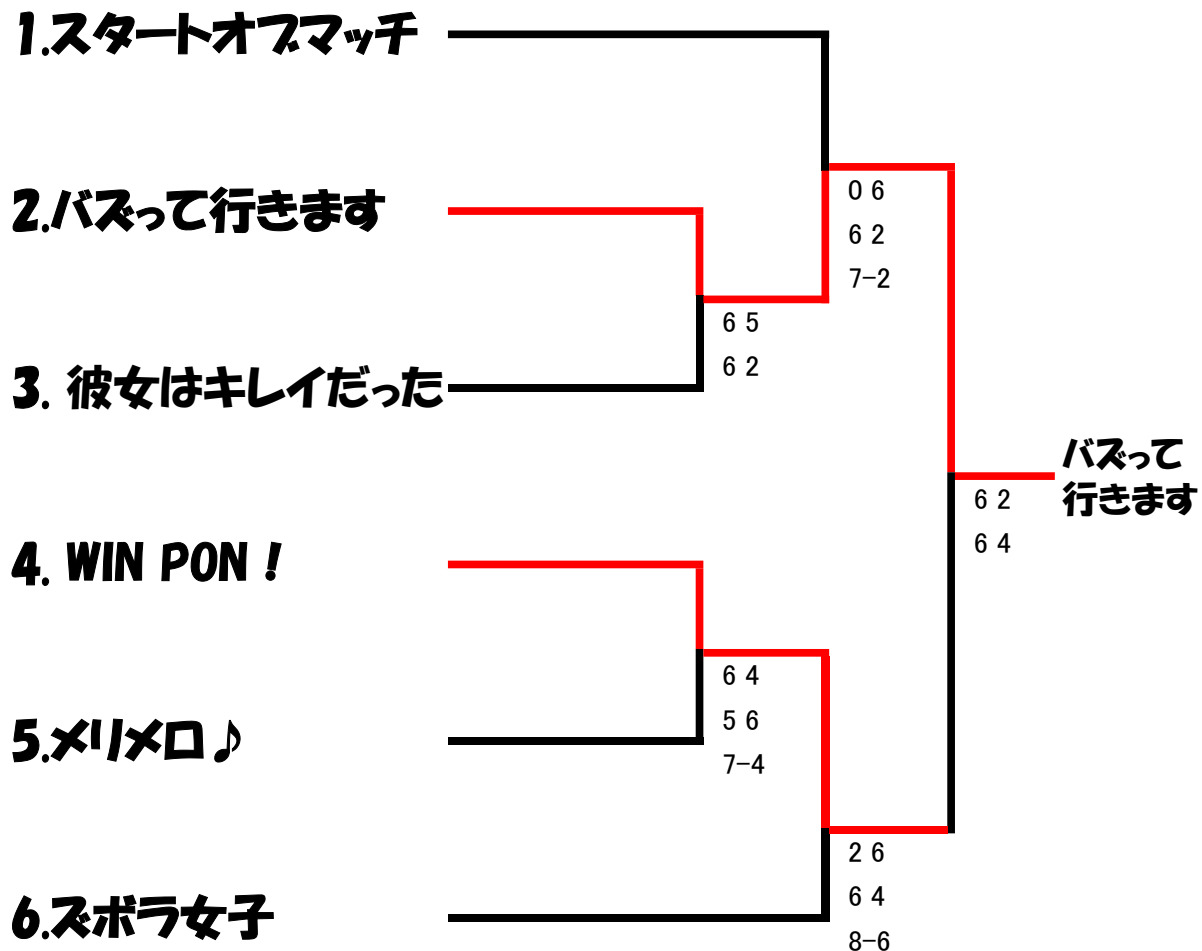 1.スタートオブマッチ
2.バズって行きます
3. 彼女はキレイだった
4. WIN PON！
5.メリメロ♪
6.ズボラ女子
6 5
6 2
0 6
6 2
7-2
6 4
5 6
7-4
2 6
6 4
8-6
6 2
6 4
バズって
行きます